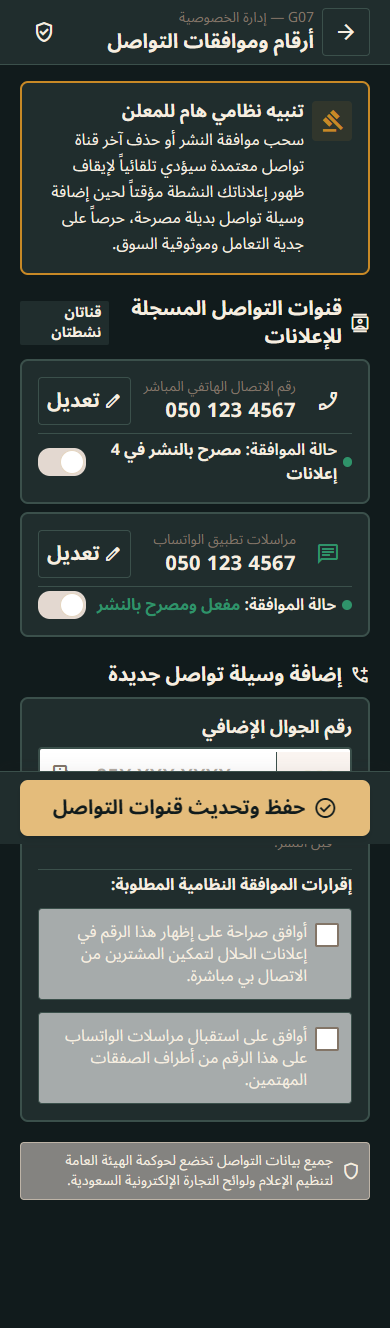 G07 — إدارة الخصوصية
أرقام وموافقات التواصل
تنبيه نظامي هام للمعلن
سحب موافقة النشر أو حذف آخر قناة
تواصل معتمدة سيؤدي تلقائياً لإيقاف
ظهور إعلاناتك النشطة مؤقتاً لحين إضافة
وسيلة تواصل بديلة مصرحة، حرصاً على
جدية التعامل وموثوقية السوق.
قنوات التواصل المسجلة
للإعلانات
قناتان
نشطتان
رقم الاتصال الهاتفي المباشر
050 123 4567
تعديل
حالة الموافقة: مصرح بالنشر في 4
إعلانات
مراسلات تطبيق الواتساب
050 123 4567
تعديل
حالة الموافقة: مفعل ومصرح بالنشر
إضافة وسيلة تواصل جديدة
رقم الجوال الإضافي
حفظ وتحديث قنوات التواصل
قبل النشر.
إقرارات الموافقة النظامية المطلوبة:
أوافق صراحة على إظهار هذا الرقم في
إعلانات الحلال لتمكين المشترين من
الاتصال بي مباشرة.
أوافق على استقبال مراسلات الواتساب
على هذا الرقم من أطراف الصفقات
المهتمين.
جميع بيانات التواصل تخضع لحوكمة الهيئة العامة
لتنظيم الإعلام ولوائح التجارة الإلكترونية السعودية.